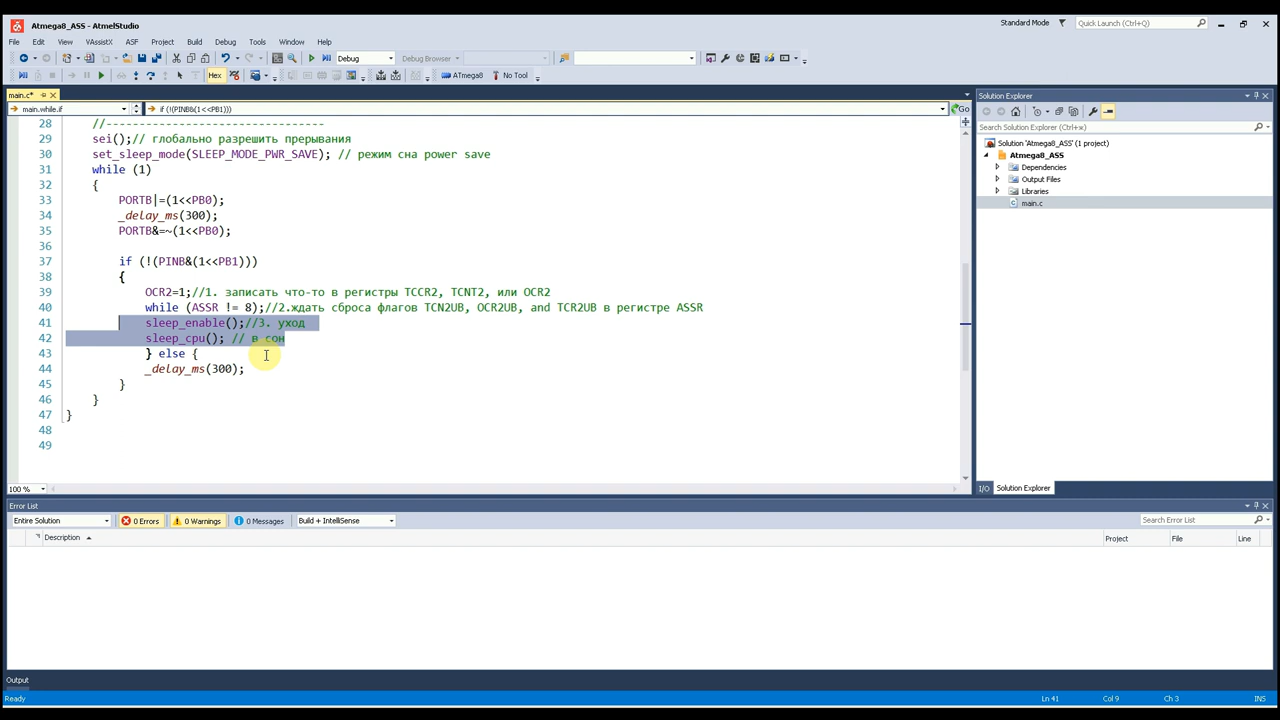 Atmega8_ASS - AtmelStudio
Standard Mode
Quick Launch (Ctrl+Q)
File Edit View VAssistX ASF Project Build Debug Tools Window Help
Debug
Debug Browser
Hex
ATmega8
No Tool
main.c*
main.while.if
if (!(PINB&(1<<PB1)))
Go
28 //---------------------------------
29 sei();// глобально разрешить прерывания
30 set_sleep_mode(SLEEP_MODE_PWR_SAVE); // режим сна power save
31 while (1)
32 {
33 PORTB|=(1<<PB0);
34 _delay_ms(300);
35 PORTB&=~(1<<PB0);
36
37 if (!(PINB&(1<<PB1)))
38 {
39 OCR2=1;//1. записать что-то в регистры TCCR2, TCNT2, или OCR2
40 while (ASSR != 8);//2.ждать сброса флагов TCN2UB, OCR2UB, and TCR2UB в регистре ASSR
41 sleep_enable();//3. уход
42 sleep_cpu(); // в сон
43 } else {
44 _delay_ms(300);
45 }
46 }
47 }
48
49
100 %
Solution Explorer
Search Solution Explorer (Ctrl+ж)
Solution 'Atmega8_ASS' (1 project)
Atmega8_ASS
Dependencies
Output Files
Libraries
main.c
I/O Solution Explorer
Error List
Entire Solution
0 Errors
0 Warnings
0 Messages
Build + IntelliSense
Search Error List
Description
Project
File
Line
Output
Ready
Ln 41
Col 9
Ch 3
INS